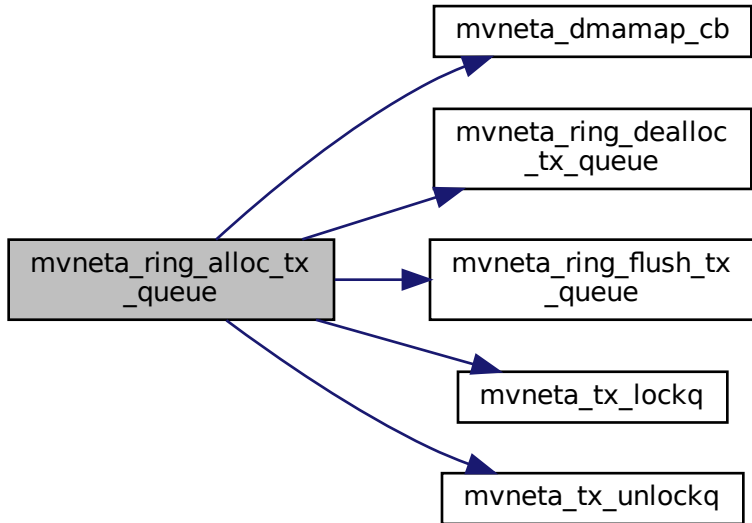 mvneta_dmamap_cb
mvneta_ring_dealloc
_tx_queue
mvneta_ring_alloc_tx
_queue
mvneta_ring_flush_tx
_queue
mvneta_tx_lockq
mvneta_tx_unlockq